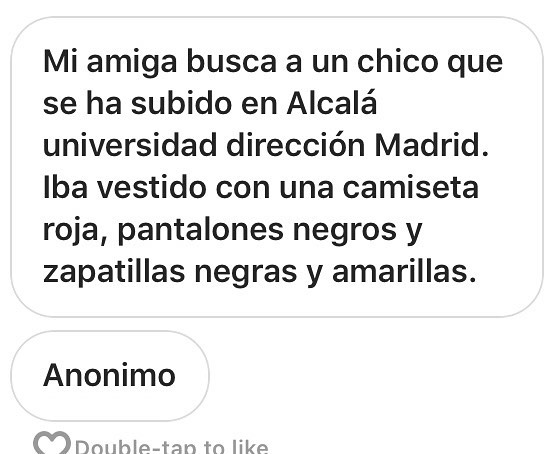 Mi amiga busca a un chico que
se ha subido en Alcalá
universidad dirección Madrid.
Iba vestido con una camiseta
roja, pantalones negros y
zapatillas negras y amarillas.
Anonimo
Double-tap to like